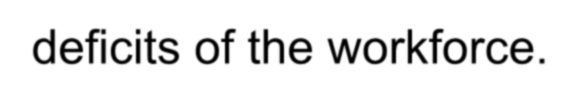 deficits of the workforce.